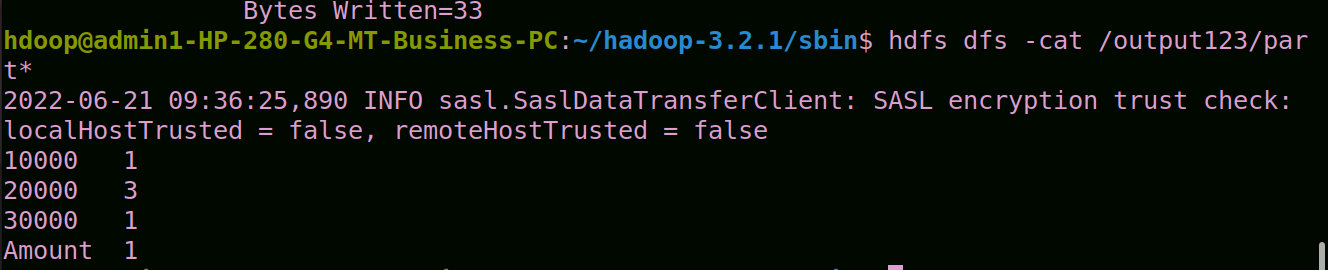 Bytes Written=33
hdoop@admin1-HP-280-G4-MT-Business-PC:~/hadoop-3.2.1/sbin$ hdfs dfs -cat /output123/par
t*
2022-06-21 09:36:25,890 INFO sasl.SaslDataTransferClient: SASL encryption trust check:
localHostTrusted = false, remoteHostTrusted = false
10000   1
20000   3
30000   1
Amount  1